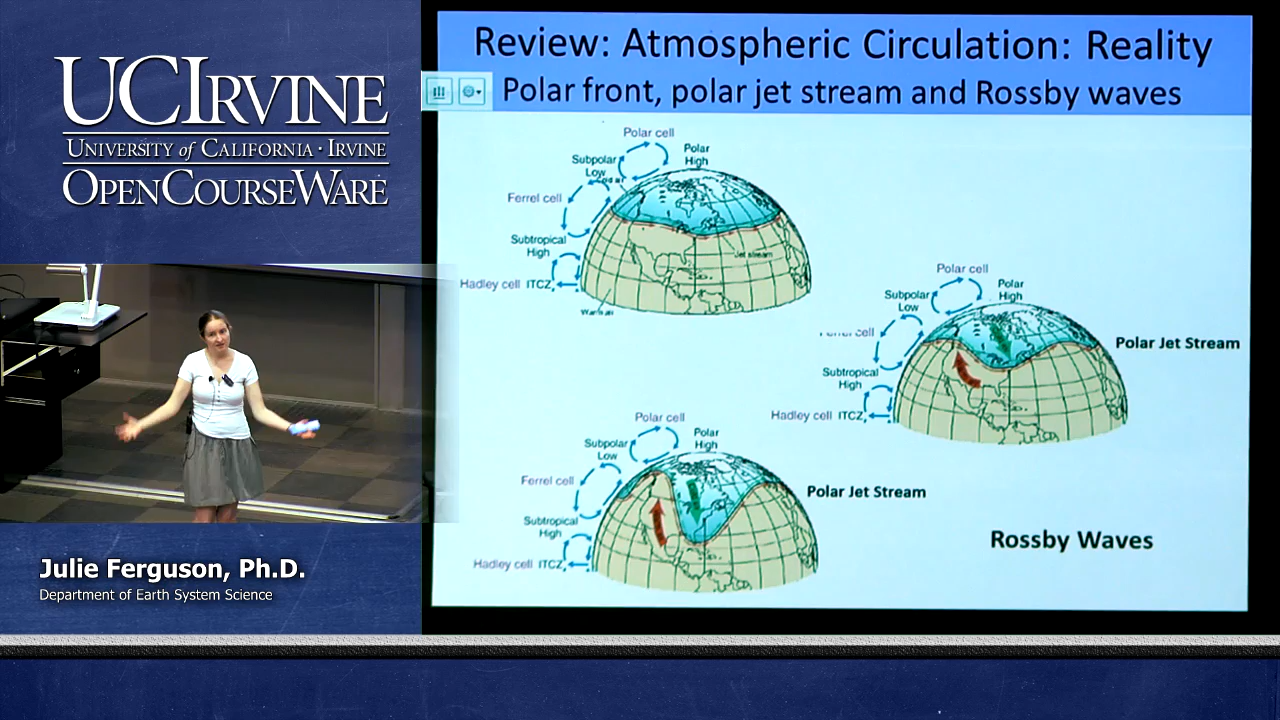 UCIRVINE
UNIVERSITY of CALIFORNIA · IRVINE
OPENCOURSEWARE
Julie Ferguson, Ph.D.
Department of Earth System Science
Review: Atmospheric Circulation: Reality
Polar front, polar jet stream and Rossby waves
Polar cell
Polar
High
Subpolar
Low
Ferrel cell
Subtropical
High
Hadley cell ITCZ
Jet stream
Polar cell
Polar
High
Subpolar
Low
cell
Subtropical
High
Hadley cell ITCZ
Polar Jet Stream
Polar cell
Polar
High
Subpolar
Low
Ferrel cell
Subtropical
High
Hadley cell ITCZ
Polar Jet Stream
Rossby Waves